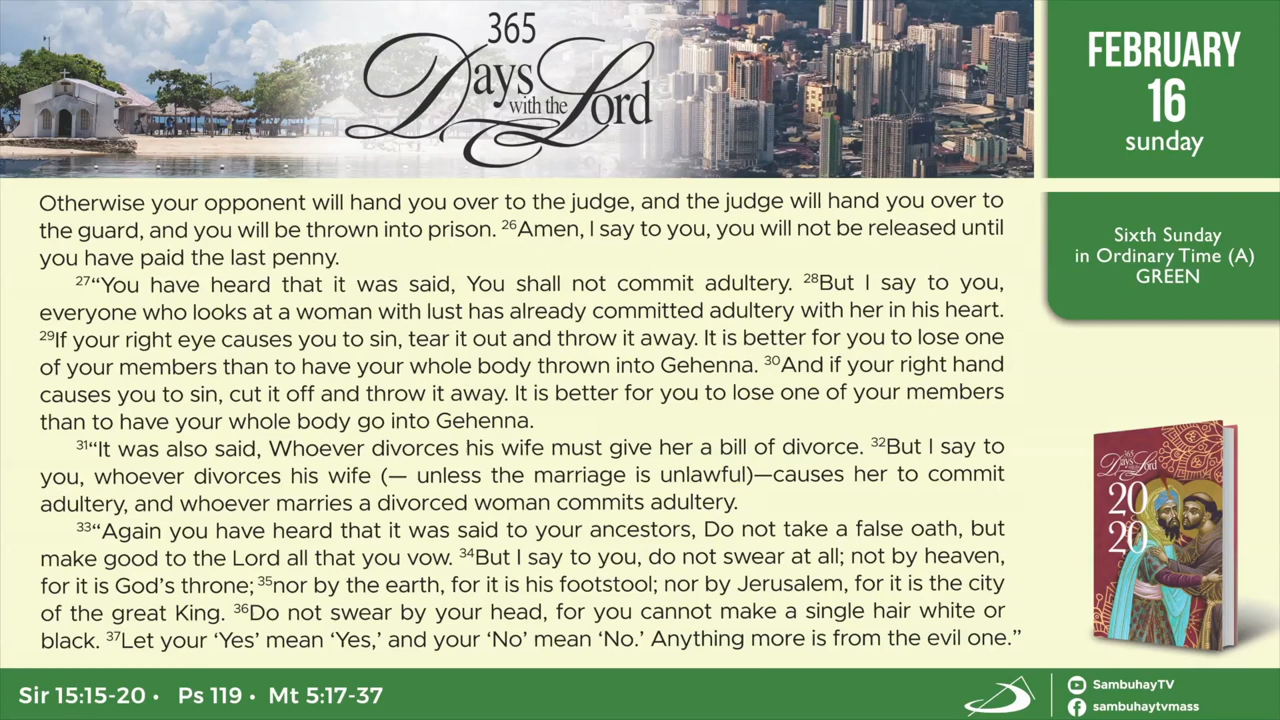 365
Days
with the
Lord
FEBRUARY
16
sunday
Sixth Sunday
in Ordinary Time (A)
GREEN
Otherwise your opponent will hand you over to the judge, and the judge will hand you over to
the guard, and you will be thrown into prison. 26Amen, I say to you, you will not be released until
you have paid the last penny.
27“You have heard that it was said, You shall not commit adultery. 28But I say to you,
everyone who looks at a woman with lust has already committed adultery with her in his heart.
29If your right eye causes you to sin, tear it out and throw it away. It is better for you to lose one
of your members than to have your whole body thrown into Gehenna. 30And if your right hand
causes you to sin, cut it off and throw it away. It is better for you to lose one of your members
than to have your whole body go into Gehenna.
31“It was also said, Whoever divorces his wife must give her a bill of divorce. 32But I say to
you, whoever divorces his wife (— unless the marriage is unlawful)—causes her to commit
adultery, and whoever marries a divorced woman commits adultery.
33“Again you have heard that it was said to your ancestors, Do not take a false oath, but
make good to the Lord all that you vow. 34But I say to you, do not swear at all; not by heaven,
for it is God’s throne; 35nor by the earth, for it is his footstool; nor by Jerusalem, for it is the city
of the great King. 36Do not swear by your head, for you cannot make a single hair white or
black. 37Let your ‘Yes’ mean ‘Yes,’ and your ‘No’ mean ‘No.’ Anything more is from the evil one.”
365
Days with the Lord
20
20
Sir 15:15-20 • Ps 119 • Mt 5:17-37
SambuhayTV
sambuhaytvmass